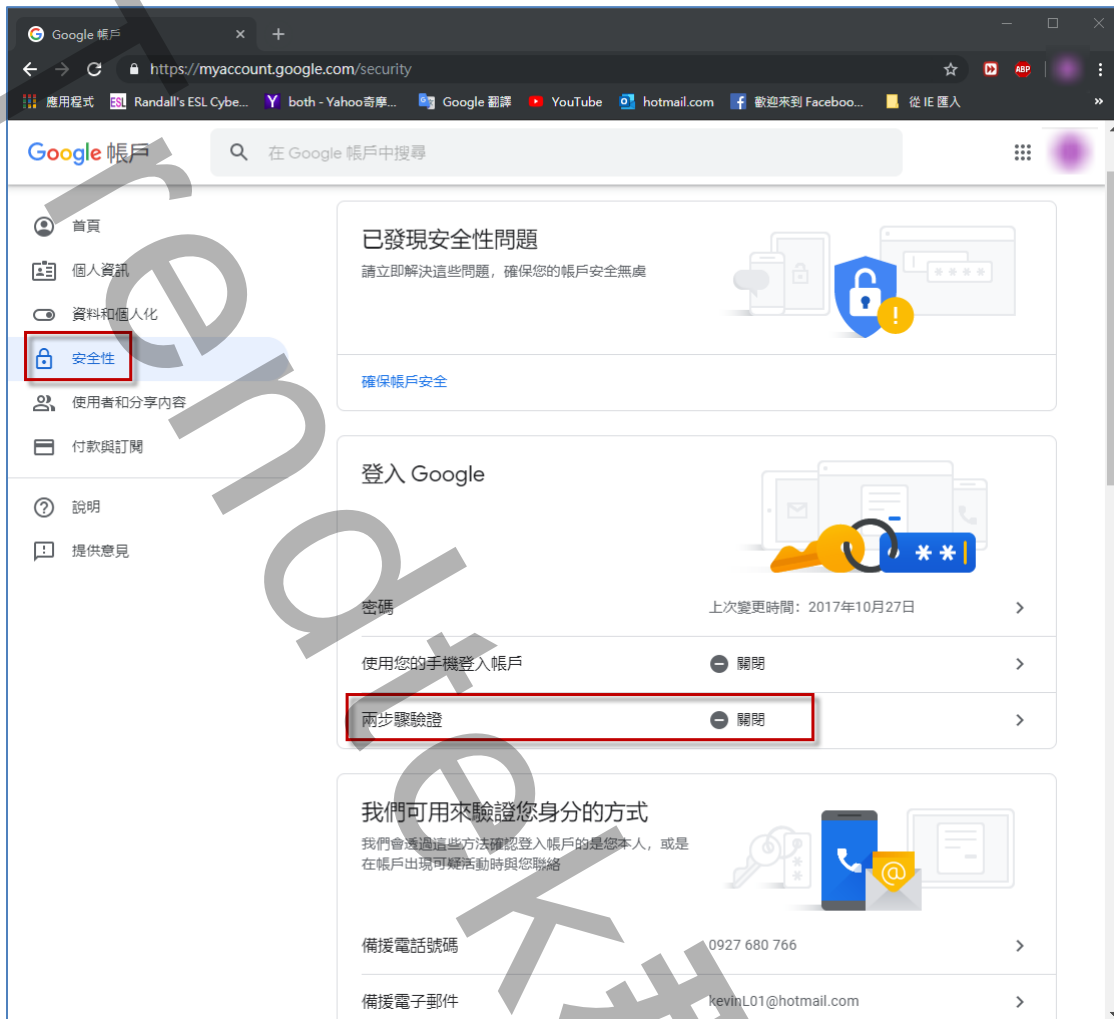 Google 帳戶
https://myaccount.google.com/security
ABP
應用程式 ESL Randall's ESL Cybe... Y both - Yahoo奇摩... Google 翻譯 YouTube hotmail.com 歡迎來到 Faceboo... 從 IE 匯入 »
Google 帳戶
在 Google 帳戶中搜尋
首頁
個人資訊
資料和個人化
安全性
使用者和分享內容
付款與訂閱
說明
提供意見
已發現安全性問題
請立即解決這些問題，確保您的帳戶安全無虞
確保帳戶安全
登入 Google
密碼 上次變更時間：2017年10月27日
使用您的手機登入帳戶 關閉
兩步驟驗證 關閉
我們可用來驗證您身分的方式
我們會透過這些方法確認登入帳戶的是您本人，或是
在帳戶出現可疑活動時與您聯絡
備援電話號碼 0927 680 766
備援電子郵件 kevinL01@hotmail.com
Trendtek